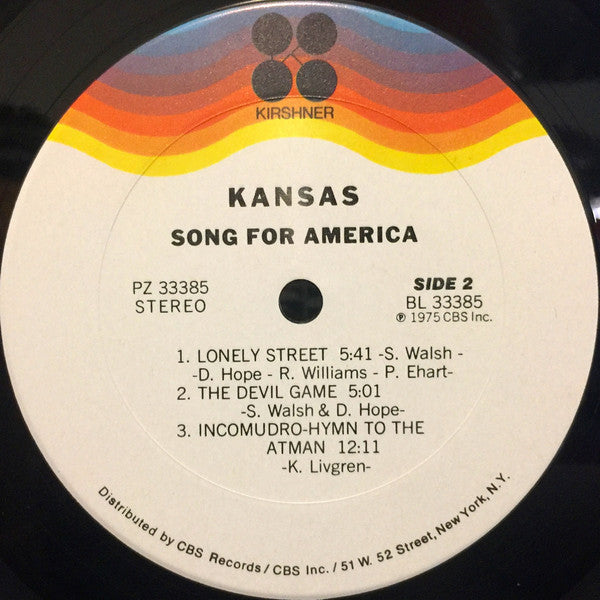 KIRSHNER
KANSAS
SONG FOR AMERICA
PZ 33385
STEREO
SIDE 2
BL 33385
℗ 1975 CBS Inc.
1. LONELY STREET 5:41 -S. Walsh -
-D. Hope - R. Williams - P. Ehart-
2. THE DEVIL GAME 5:01
-S. Walsh & D. Hope-
3. INCOMUDRO-HYMN TO THE
ATMAN 12:11
-K. Livgren-
Distributed by CBS Records/CBS Inc./51 W. 52 Street, New York, N.Y.